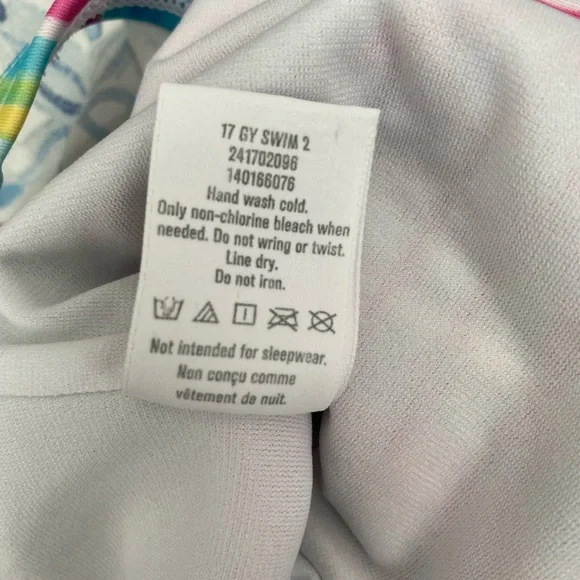 17 GY SWIM 2
241702096
140166076
Hand wash cold.
Only non-chlorine bleach when
needed. Do not wring or twist.
Line dry.
Do not iron.
Not intended for sleepwear.
Non conçu comme
vêtement de nuit.